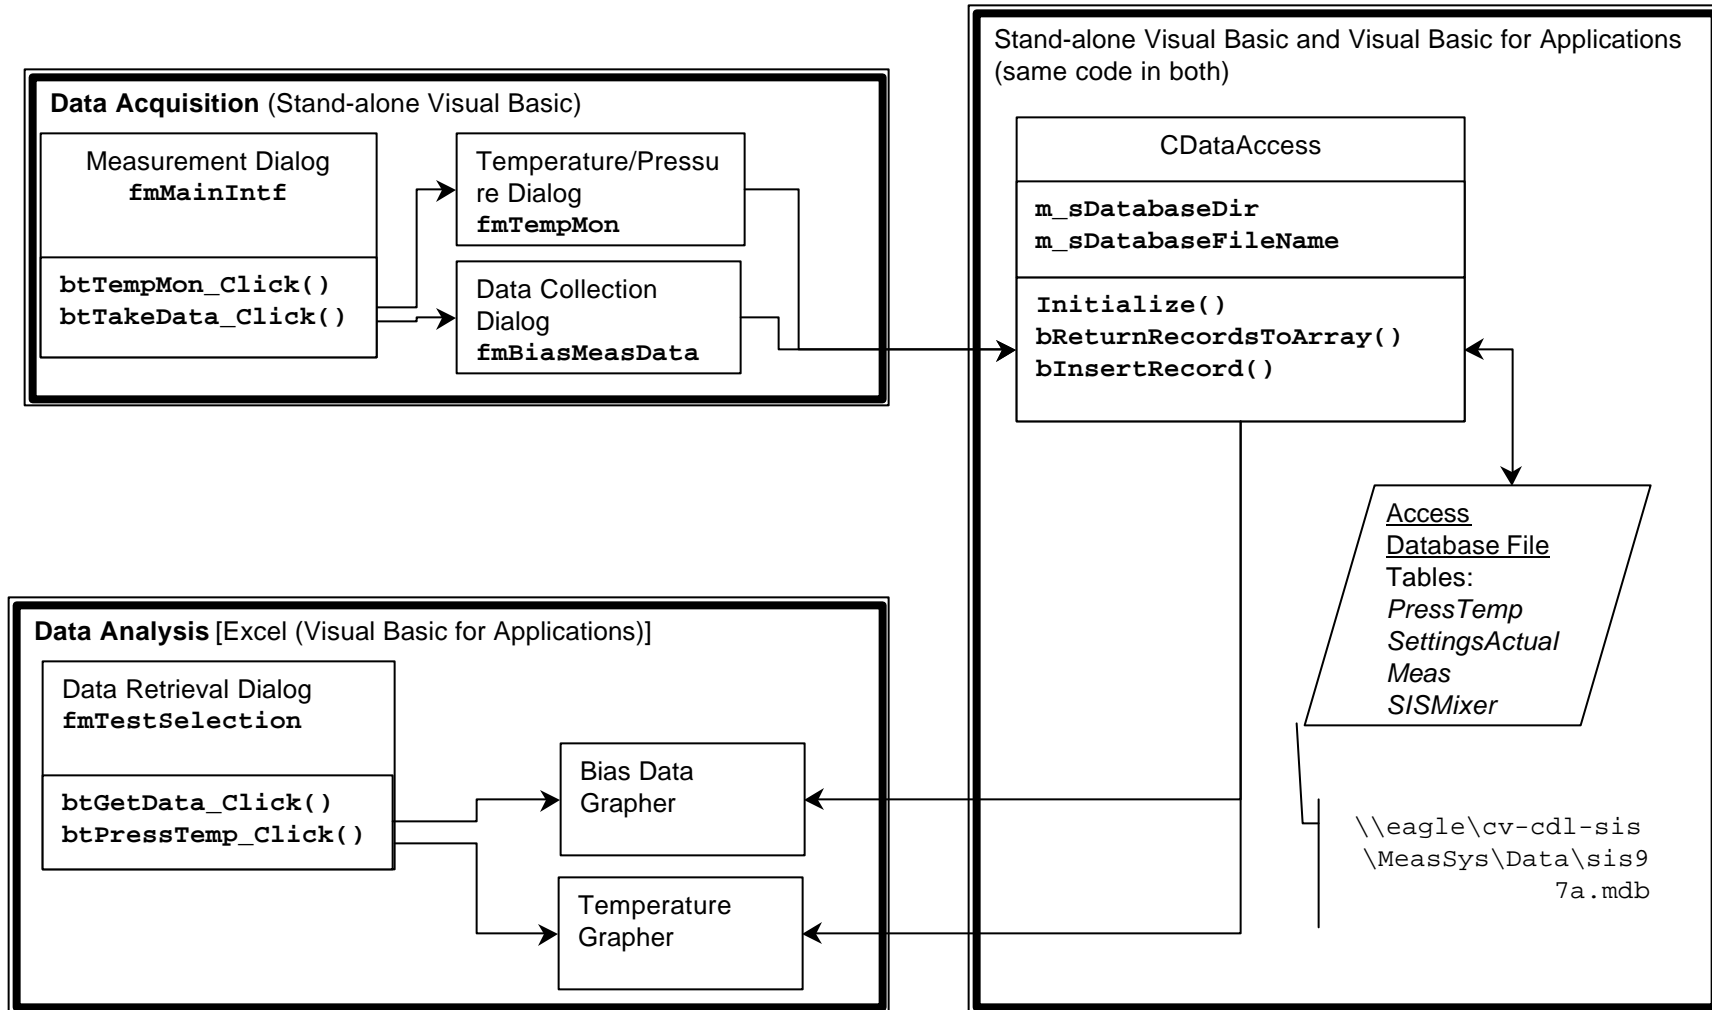 Data Acquisition (Stand-alone Visual Basic)
Measurement Dialog
fmMainIntf
btTempMon_Click()
btTakeData_Click()
Temperature/Pressu
re Dialog
fmTempMon
Data Collection
Dialog
fmBiasMeasData
Stand-alone Visual Basic and Visual Basic for Applications
(same code in both)
CDataAccess
m_sDatabaseDir
m_sDatabaseFileName
Initialize()
bReturnRecordsToArray()
bInsertRecord()
Access
Database File
Tables:
PressTemp
SettingsActual
Meas
SISMixer
\\eagle\cv-cdl-sis
\MeasSys\Data\sis9
7a.mdb
Data Analysis [Excel (Visual Basic for Applications)]
Data Retrieval Dialog
fmTestSelection
btGetData_Click()
btPressTemp_Click()
Bias Data
Grapher
Temperature
Grapher